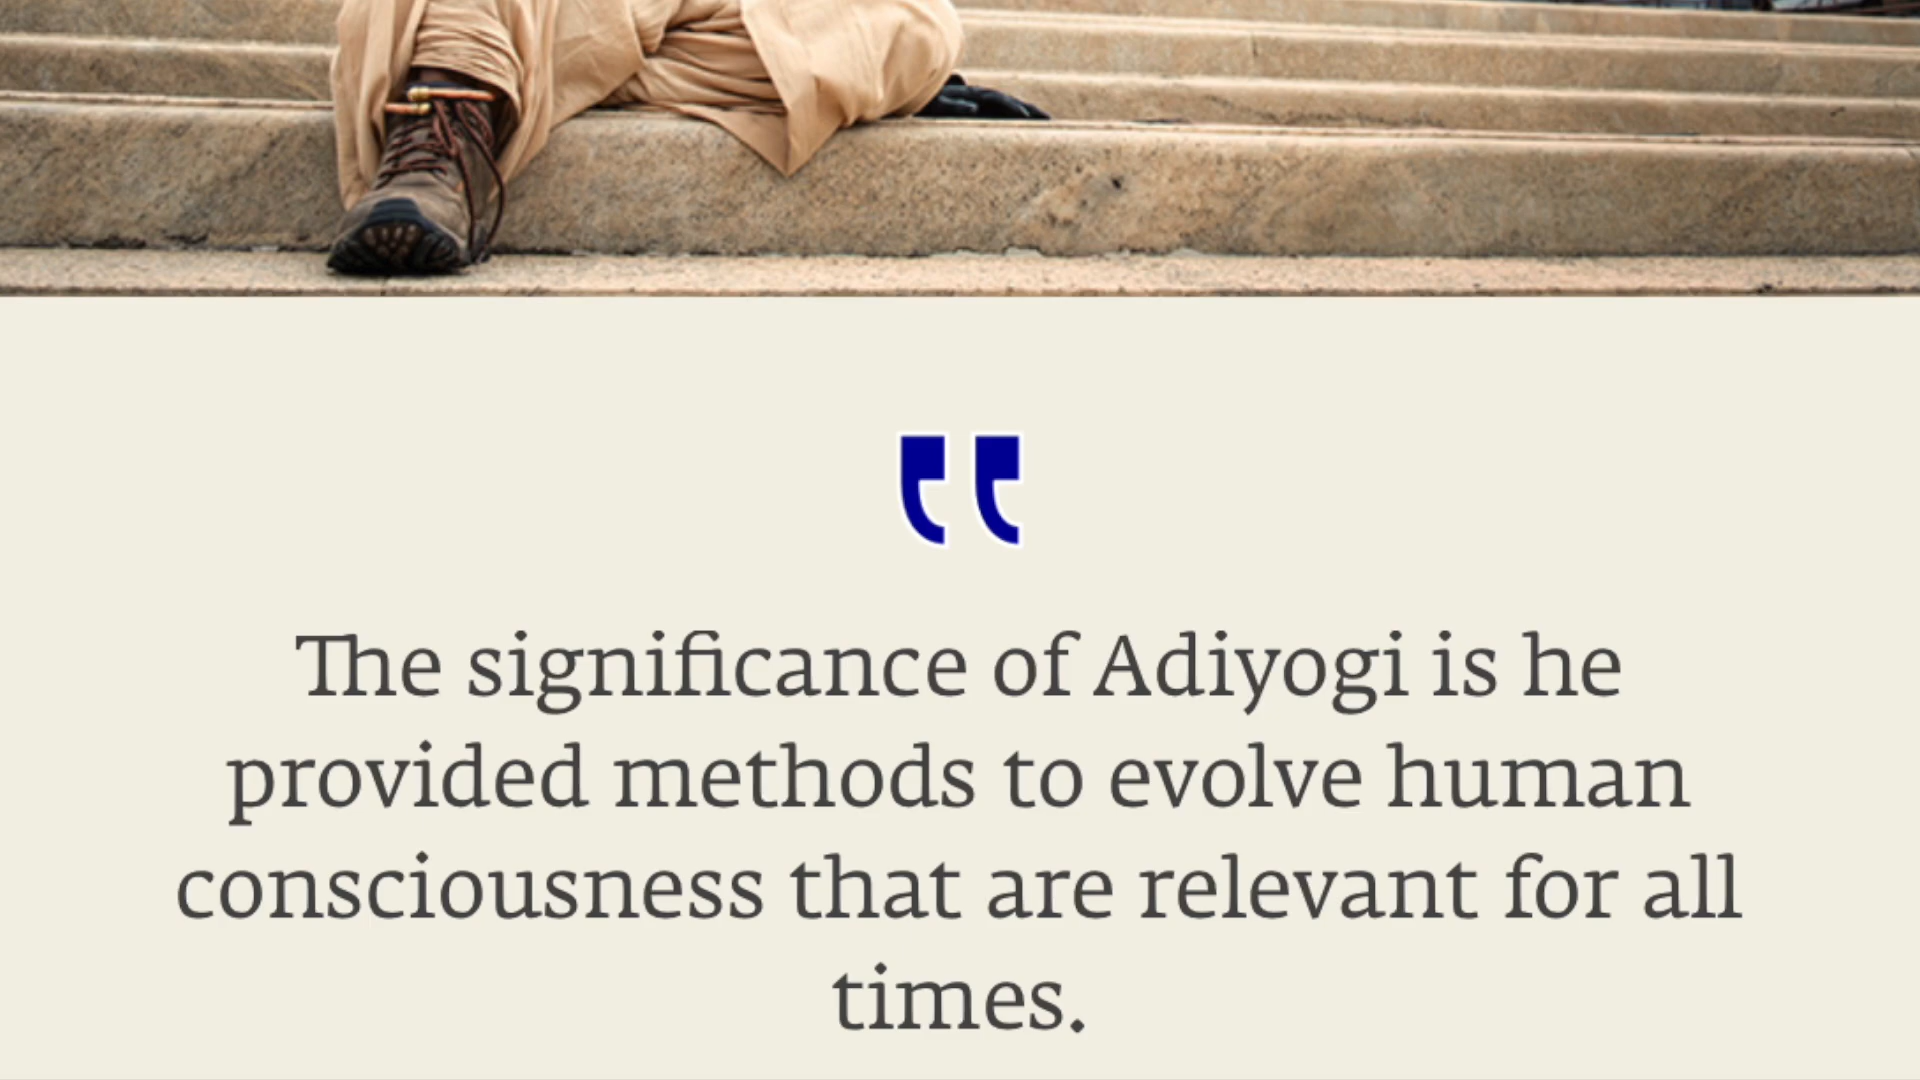 The significance of Adiyogi is he
provided methods to evolve human
consciousness that are relevant for all
times.